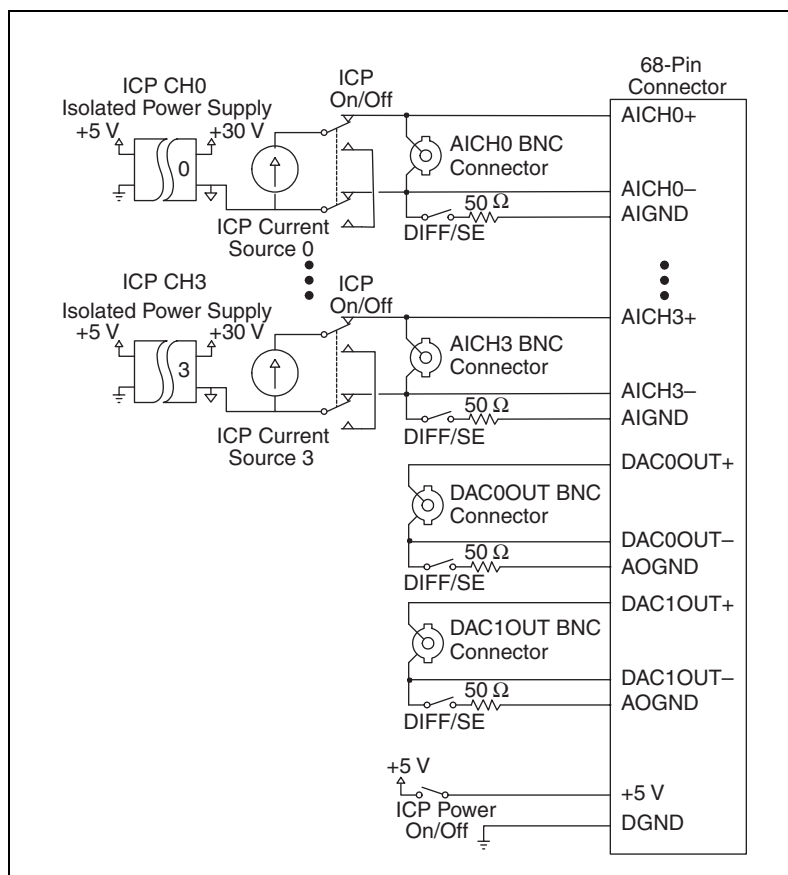 68-Pin
Connector
ICP CH0
Isolated Power Supply
+5 V
+30 V
0
ICP
On/Off
ICP Current
Source 0
AICH0 BNC
Connector
50 Ω
DIFF/SE
AICH0+
AICH0–
AIGND
ICP CH3
Isolated Power Supply
+5 V
+30 V
3
ICP
On/Off
ICP Current
Source 3
AICH3 BNC
Connector
50 Ω
DIFF/SE
AICH3+
AICH3–
AIGND
DAC0OUT BNC
Connector
50 Ω
DIFF/SE
DAC0OUT+
DAC0OUT–
AOGND
DAC1OUT BNC
Connector
50 Ω
DIFF/SE
DAC1OUT+
DAC1OUT–
AOGND
+5 V
ICP Power
On/Off
+5 V
DGND